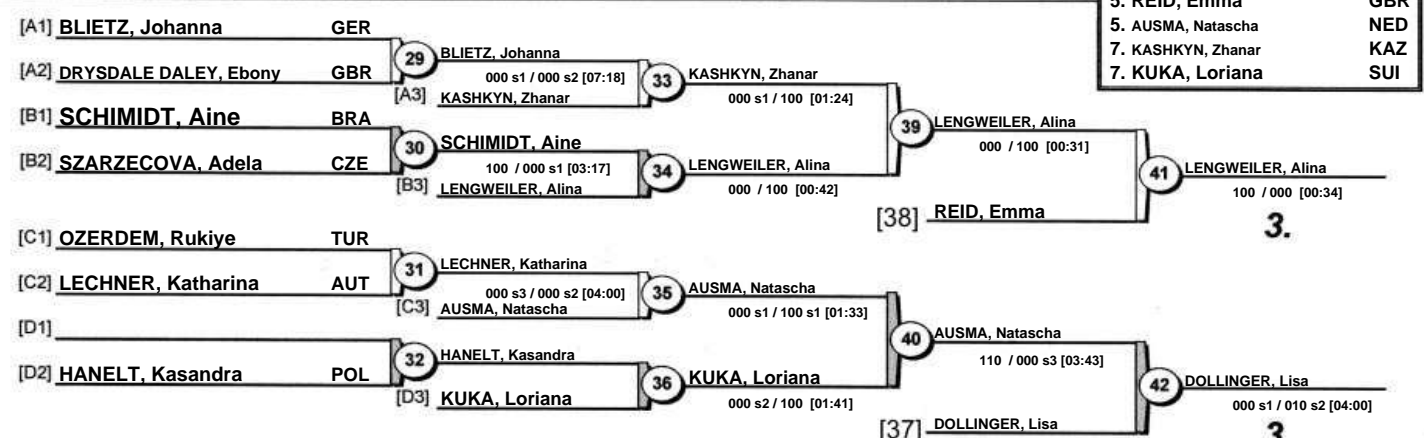 5. REID, Emma GBR
5. AUSMA, Natascha NED
7. KASHKYN, Zhanar KAZ
7. KUKA, Loriana SUI
[A1] BLIETZ, Johanna GER
29
BLIETZ, Johanna
000 s1 / 000 s2 [07:18]
[A2] DRYSDALE DALEY, Ebony GBR
[A3] KASHKYN, Zhanar
33
KASHKYN, Zhanar
000 s1 / 100 [01:24]
[B1] SCHIMIDT, Aine BRA
30
SCHIMIDT, Aine
100 / 000 s1 [03:17]
[B2] SZARZECOVA, Adela CZE
[B3] LENGWEILER, Alina
34
LENGWEILER, Alina
000 / 100 [00:42]
39
LENGWEILER, Alina
000 / 100 [00:31]
[38] REID, Emma
41
LENGWEILER, Alina
100 / 000 [00:34]
3.
[C1] OZERDEM, Rukiye TUR
31
LECHNER, Katharina
000 s3 / 000 s2 [04:00]
[C2] LECHNER, Katharina AUT
[C3] AUSMA, Natascha
35
AUSMA, Natascha
000 s1 / 100 s1 [01:33]
[D1]
32
HANELT, Kasandra
[D2] HANELT, Kasandra POL
[D3] KUKA, Loriana
36
KUKA, Loriana
000 s2 / 100 [01:41]
40
AUSMA, Natascha
110 / 000 s3 [03:43]
[37] DOLLINGER, Lisa
42
DOLLINGER, Lisa
000 s1 / 010 s2 [04:00]
3